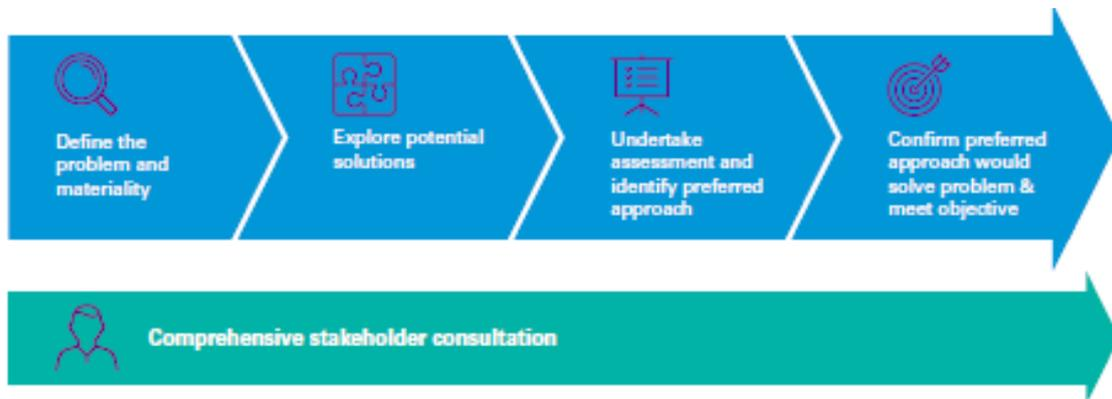 Define the
problem and
materiality
Explore potential
solutions
Undertake
assessment and
identify preferred
approach
Confirm preferred
approach would
solve problem &
meet objective
Comprehensive stakeholder consultation